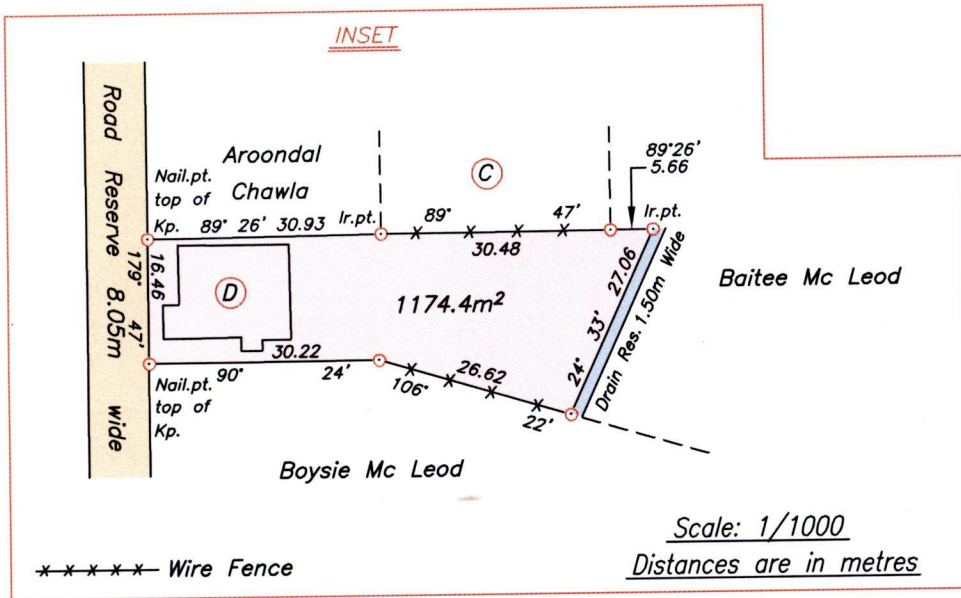 INSET
Road Reserve 8.05m wide
Nail.pt.
top of
Kp.
Aroondal
Chawla
89° 26' 30.93
Ir.pt.
C
89° 47'
30.48
89°26'
5.66
Ir.pt.
179° 47'
16.46
D
1174.4m²
27.06
24° 33'
Drain Res. 1.50m Wide
Baitee Mc Leod
30.22
90° 24'
26.62
106° 22'
Nail.pt.
top of
Kp.
Boysie Mc Leod
Scale: 1/1000
Distances are in metres
Wire Fence